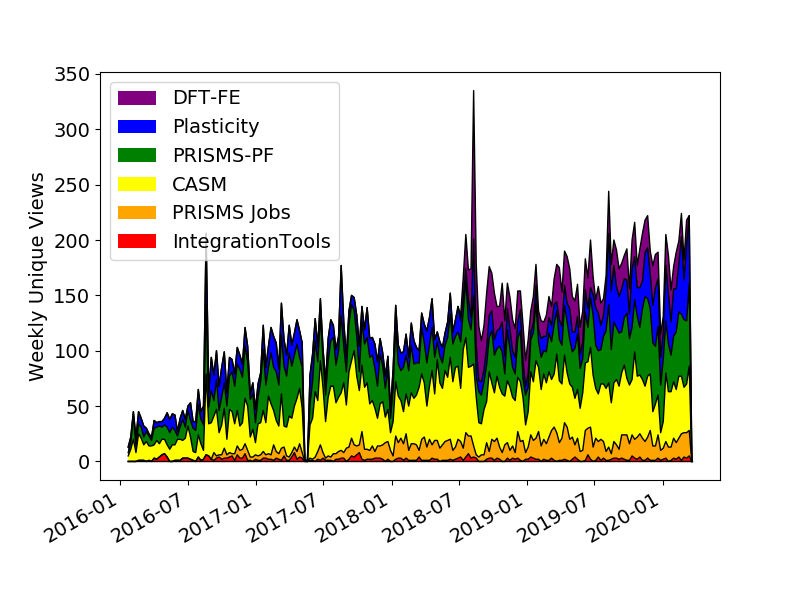 350
300
250
200
150
100
50
0
Weekly Unique Views
DFT-FE
Plasticity
PRISMS-PF
CASM
PRISMS Jobs
IntegrationTools
2016-01
2016-07
2017-01
2017-07
2018-01
2018-07
2019-01
2019-07
2020-01